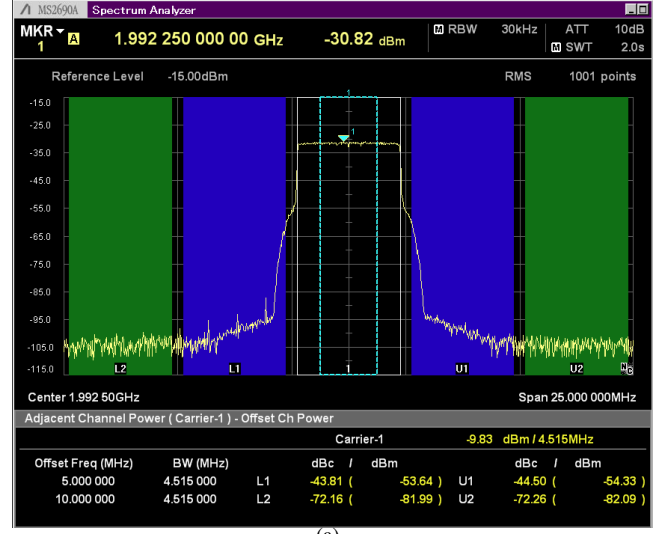 MS2690A Spectrum Analyzer
MKR A 1.992 250 000 00 GHz -30.82 dBm M RBW 30kHz ATT 10dB
1 M SWT 2.0s
Reference Level -15.00dBm RMS 1001 points
1
-15.0
-25.0
1
-35.0
-45.0
-55.0
-65.0
-75.0
-85.0
-95.0
-105.0
-115.0 L2 L1 1 U1 U2
Center 1.992 50GHz Span 25.000 000MHz
Adjacent Channel Power ( Carrier-1 ) - Offset Ch Power
Carrier-1 -9.83 dBm / 4.515MHz
Offset Freq (MHz) BW (MHz) dBc / dBm dBc / dBm
5.000 000 4.515 000 L1 -43.81 ( -53.64 ) U1 -44.50 ( -54.33 )
10.000 000 4.515 000 L2 -72.16 ( -81.99 ) U2 -72.26 ( -82.09 )